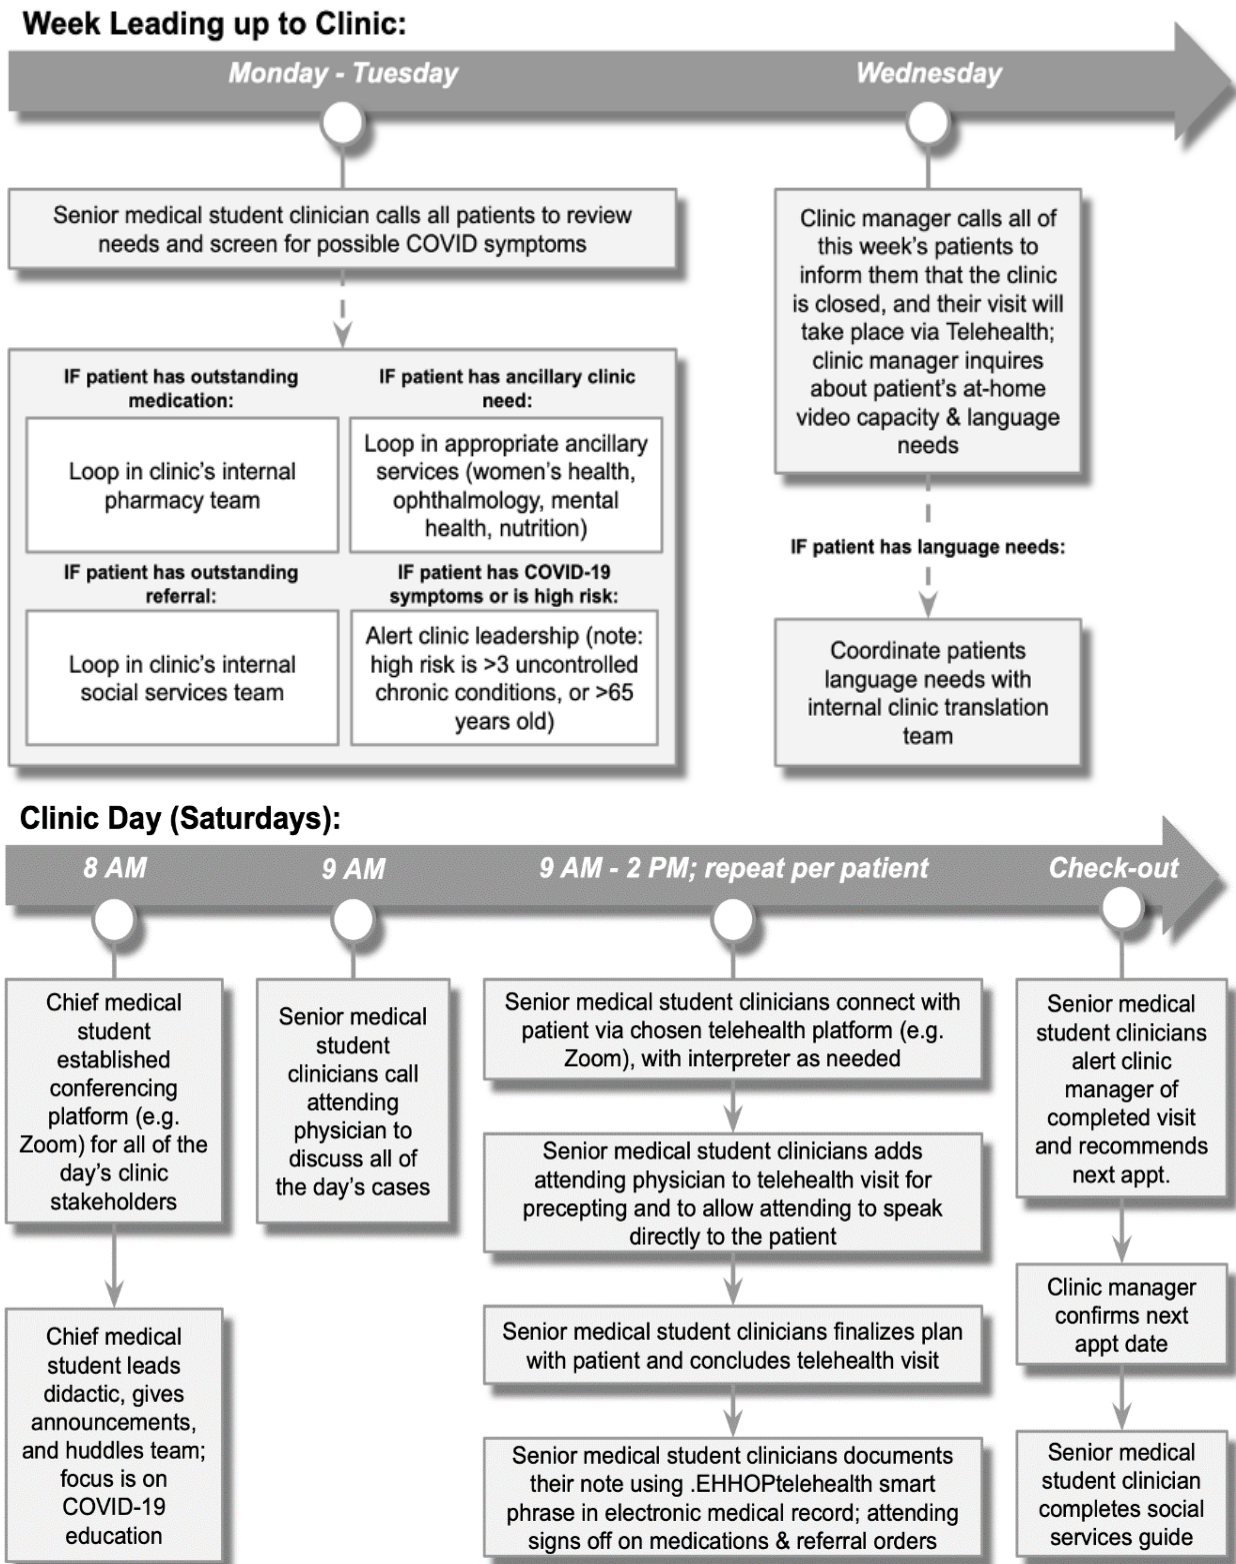 Week Leading up to Clinic:
Monday - Tuesday
Wednesday
Senior medical student clinician calls all patients to review
needs and screen for possible COVID symptoms
IF patient has outstanding
medication:
Loop in clinic's internal
pharmacy team
IF patient has ancillary clinic
need:
Loop in appropriate ancillary
services (women's health,
ophthalmology, mental
health, nutrition)
IF patient has outstanding
referral:
Loop in clinic's internal
social services team
IF patient has COVID-19
symptoms or is high risk:
Alert clinic leadership (note:
high risk is >3 uncontrolled
chronic conditions, or >65
years old)
Clinic manager calls all of
this week's patients to
inform them that the clinic
is closed, and their visit will
take place via Telehealth;
clinic manager inquires
about patient's at-home
video capacity & language
needs
IF patient has language needs:
Coordinate patients
language needs with
internal clinic translation
team
Clinic Day (Saturdays):
8 AM
9 AM
9 AM - 2 PM; repeat per patient
Check-out
Chief medical
student
established
conferencing
platform (e.g.
Zoom) for all of the
day's clinic
stakeholders
Chief medical
student leads
didactic, gives
announcements,
and huddles team;
focus is on
COVID-19
education
Senior medical
student
clinicians call
attending
physician to
discuss all of
the day's cases
Senior medical student clinicians connect with
patient via chosen telehealth platform (e.g.
Zoom), with interpreter as needed
Senior medical student clinicians adds
attending physician to telehealth visit for
precepting and to allow attending to speak
directly to the patient
Senior medical student clinicians finalizes plan
with patient and concludes telehealth visit
Senior medical student clinicians documents
their note using .EHHOPtelehealth smart
phrase in electronic medical record; attending
signs off on medications & referral orders
Senior medical
student clinicians
alert clinic
manager of
completed visit
and recommends
next appt.
Clinic manager
confirms next
appt date
Senior medical
student clinician
completes social
services guide